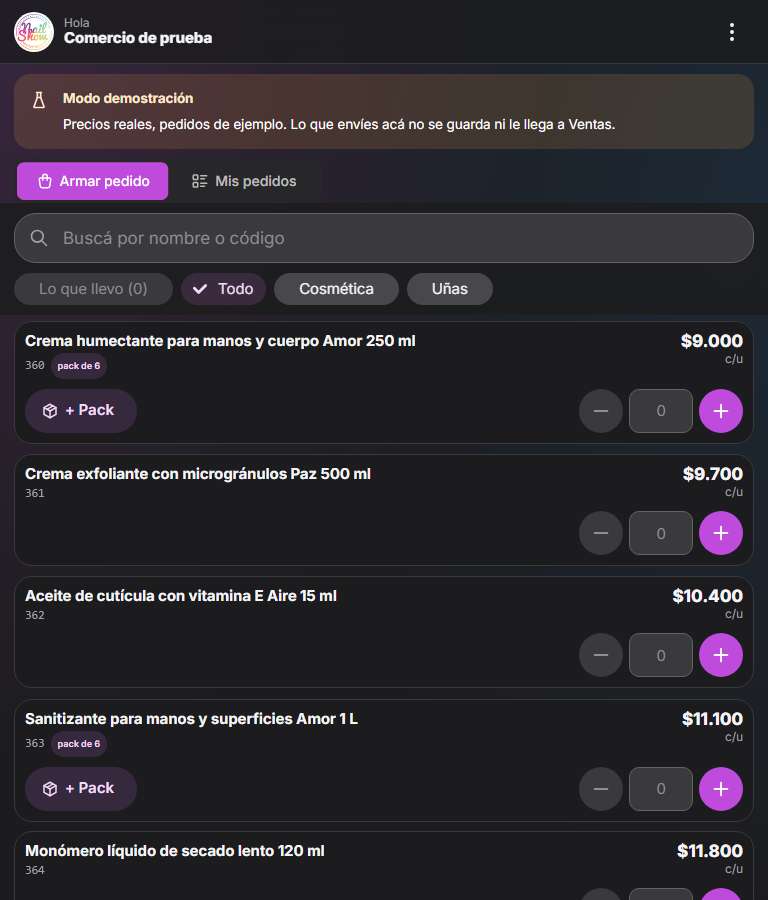 Nail
Show
Hola
Comercio de prueba
Modo demostración
Precios reales, pedidos de ejemplo. Lo que envíes acá no se guarda ni le llega a Ventas.
Armar pedido
Mis pedidos
Buscá por nombre o código
Lo que llevo (0)
Todo
Cosmética
Uñas
Crema humectante para manos y cuerpo Amor 250 ml
$9.000
360 pack de 6
c/u
+ Pack
0
Crema exfoliante con microgránulos Paz 500 ml
$9.700
361
c/u
0
Aceite de cutícula con vitamina E Aire 15 ml
$10.400
362
c/u
0
Sanitizante para manos y superficies Amor 1 L
$11.100
363 pack de 6
c/u
+ Pack
0
Monómero líquido de secado lento 120 ml
$11.800
364
c/u